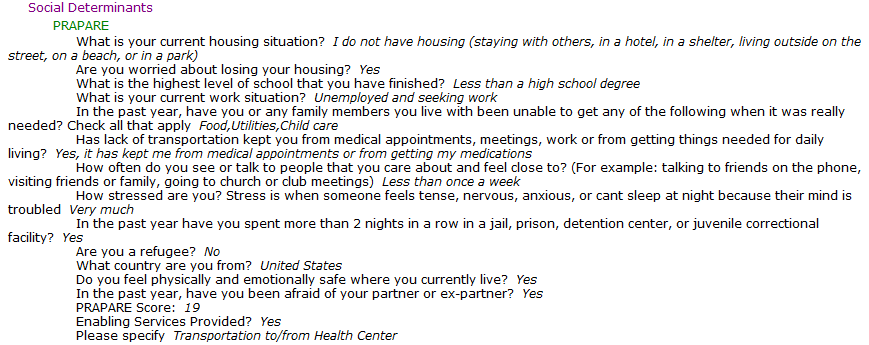 Social Determinants
PRAPARE
What is your current housing situation? I do not have housing (staying with others, in a hotel, in a shelter, living outside on the
street, on a beach, or in a park)
Are you worried about losing your housing? Yes
What is the highest level of school that you have finished? Less than a high school degree
What is your current work situation? Unemployed and seeking work
In the past year, have you or any family members you live with been unable to get any of the following when it was really
needed? Check all that apply Food,Utilities,Child care
Has lack of transportation kept you from medical appointments, meetings, work or from getting things needed for daily
living? Yes, it has kept me from medical appointments or from getting my medications
How often do you see or talk to people that you care about and feel close to? (For example: talking to friends on the phone,
visiting friends or family, going to church or club meetings) Less than once a week
How stressed are you? Stress is when someone feels tense, nervous, anxious, or cant sleep at night because their mind is
troubled Very much
In the past year have you spent more than 2 nights in a row in a jail, prison, detention center, or juvenile correctional
facility? Yes
Are you a refugee? No
What country are you from? United States
Do you feel physically and emotionally safe where you currently live? Yes
In the past year, have you been afraid of your partner or ex-partner? Yes
PRAPARE Score: 19
Enabling Services Provided? Yes
Please specify Transportation to/from Health Center